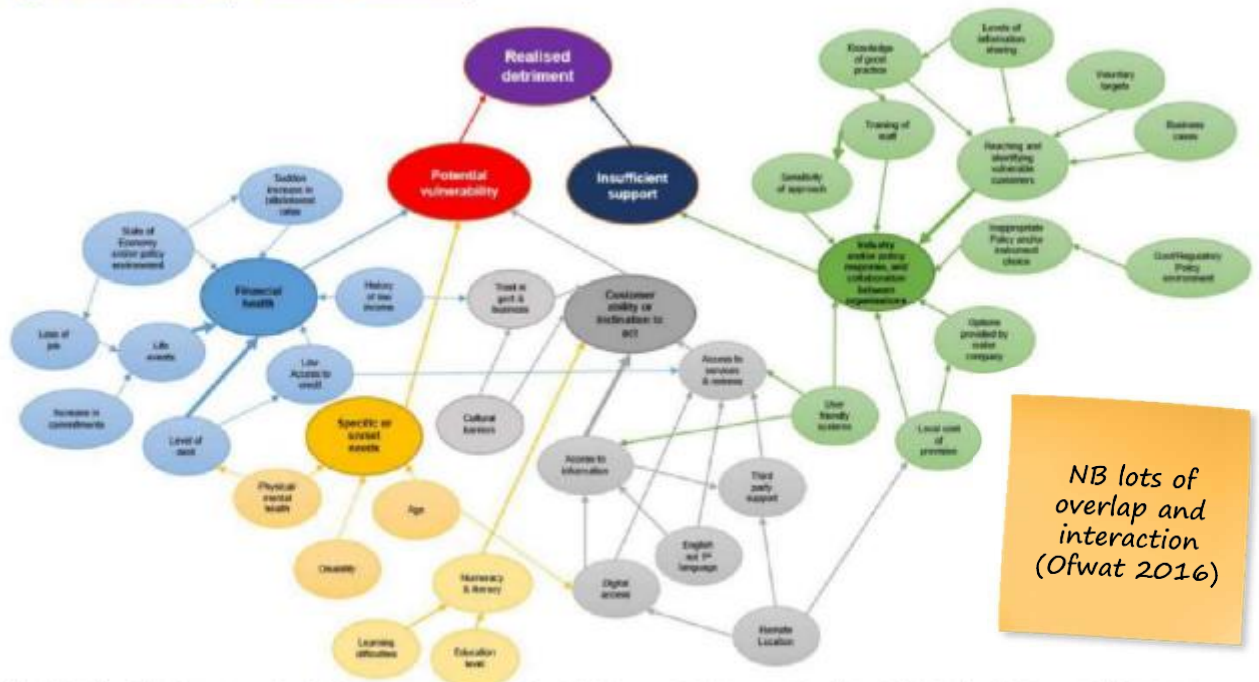 Realised
detriment
Potential
vulnerability
Insufficient
support
Sudden
increase in
rates
State of
Economy
and/or policy
environment
Financial
health
History
of low
income
Trust in
govt &
business
Customer
ability or
inclination to
act
Loss of
job
Life
events
Low
Access to
credit
Increase in
commitments
Level of
debt
Specific or
needs
Cultural
barriers
Access to
services
Physical
mental
health
Age
Disability
Numeracy
& literacy
Learning
difficulties
Education
level
Access to
information
Third
party
support
English
not 1st
language
Digital
access
Remote
Location
Levels of
information
sharing
Knowledge
of good
practice
Voluntary
targets
Training of
staff
Business
cases
Reaching and
identifying
vulnerable
customers
Sensitivity
of approach
Industry
and/or policy
response, and
collaboration
between
organisations
Inappropriate
Policy and/or
instrument
choice
Govt/Regulatory
Policy
environment
Options
provided by
water
company
User
friendly
systems
Local cost
of
provision
NB lots of
overlap and
interaction
(Ofwat 2016)